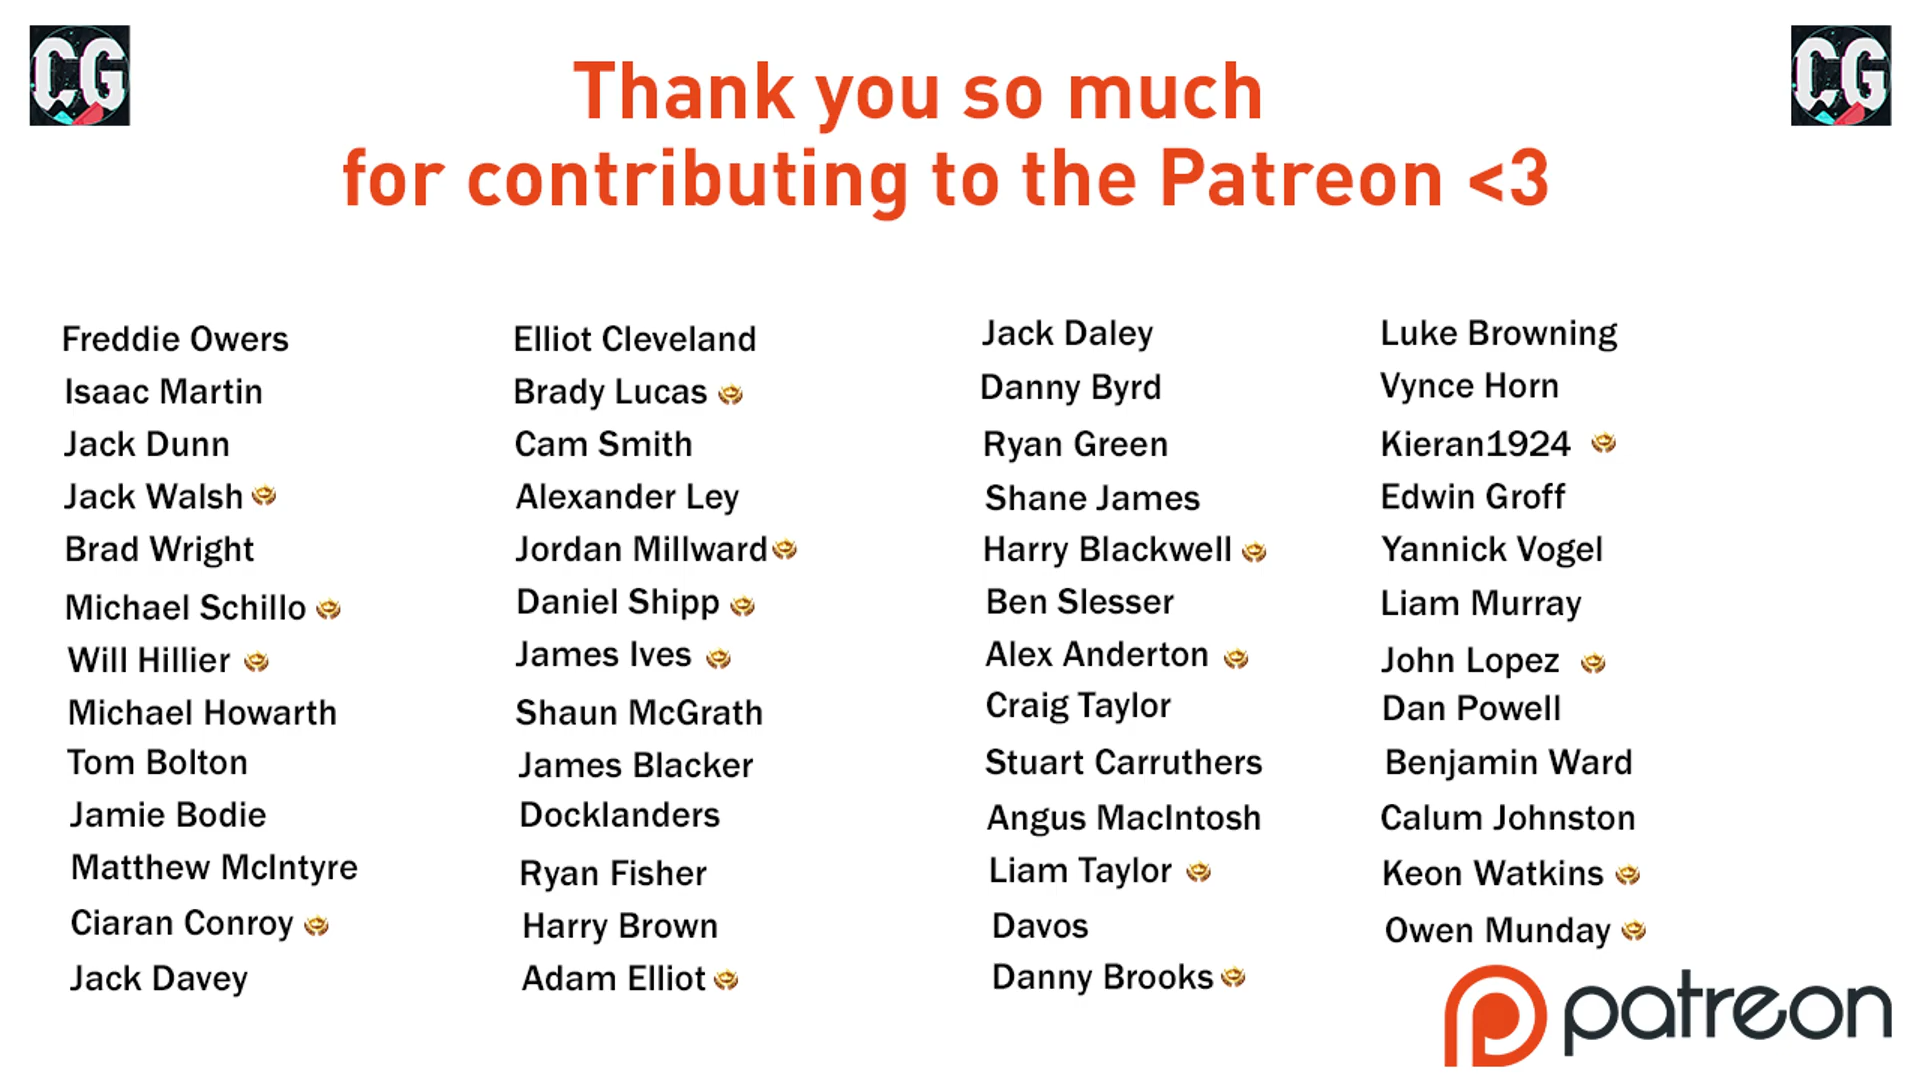 CG
CG
Thank you so much
for contributing to the Patreon <3
Freddie Owers
Isaac Martin
Jack Dunn
Jack Walsh
Brad Wright
Michael Schillo
Will Hillier
Michael Howarth
Tom Bolton
Jamie Bodie
Matthew McIntyre
Ciaran Conroy
Jack Davey
Elliot Cleveland
Brady Lucas
Cam Smith
Alexander Ley
Jordan Millward
Daniel Shipp
James Ives
Shaun McGrath
James Blacker
Docklanders
Ryan Fisher
Harry Brown
Adam Elliot
Jack Daley
Danny Byrd
Ryan Green
Shane James
Harry Blackwell
Ben Slesser
Alex Anderton
Craig Taylor
Stuart Carruthers
Angus MacIntosh
Liam Taylor
Davos
Danny Brooks
Luke Browning
Vynce Horn
Kieran1924
Edwin Groff
Yannick Vogel
Liam Murray
John Lopez
Dan Powell
Benjamin Ward
Calum Johnston
Keon Watkins
Owen Munday
patreon